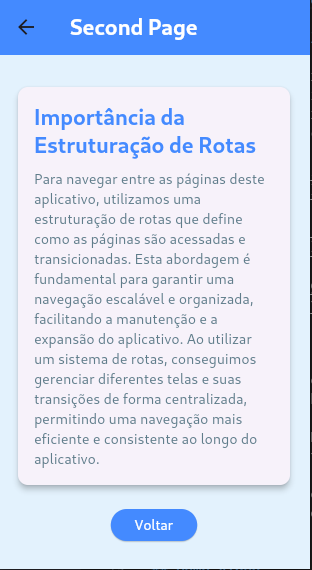 Second Page
Importância da
Estruturação de Rotas
Para navegar entre as páginas deste
aplicativo, utilizamos uma
estruturação de rotas que define
como as páginas são acessadas e
transicionadas. Esta abordagem é
fundamental para garantir uma
navegação escalável e organizada,
facilitando a manutenção e a
expansão do aplicativo. Ao utilizar
um sistema de rotas, conseguimos
gerenciar diferentes telas e suas
transições de forma centralizada,
permitindo uma navegação mais
eficiente e consistente ao longo do
aplicativo.
Voltar